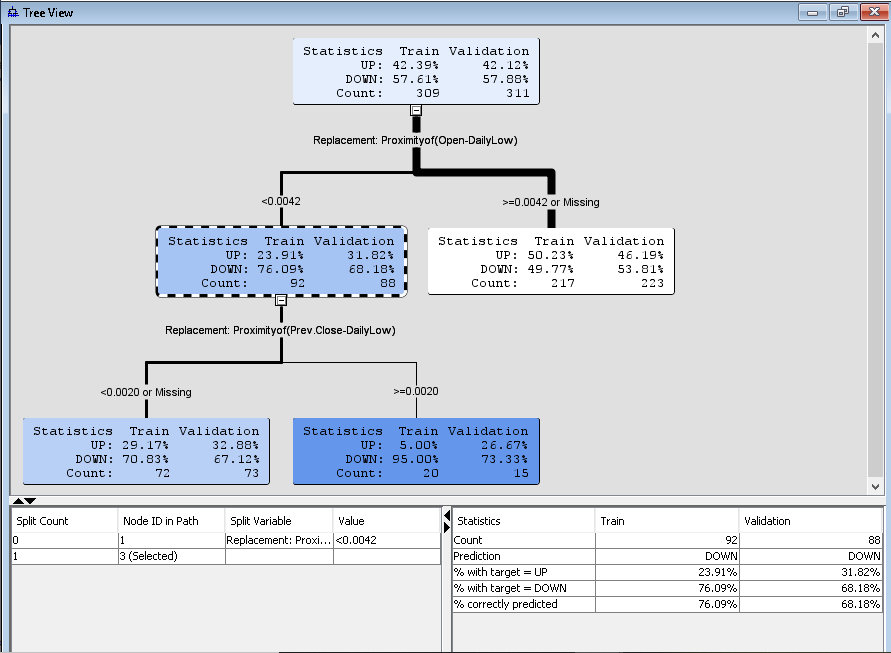 Tree View
Statistics Train Validation
UP: 42.39% 42.12%
DOWN: 57.61% 57.88%
Count: 309 311
Replacement: Proximityof(Open-DailyLow)
<0.0042
>=0.0042 or Missing
Statistics Train Validation
UP: 23.91% 31.82%
DOWN: 76.09% 68.18%
Count: 92 88
Statistics Train Validation
UP: 50.23% 46.19%
DOWN: 49.77% 53.81%
Count: 217 223
Replacement: Proximityof(Prev.Close-DailyLow)
<0.0020 or Missing
>=0.0020
Statistics Train Validation
UP: 29.17% 32.88%
DOWN: 70.83% 67.12%
Count: 72 73
Statistics Train Validation
UP: 5.00% 26.67%
DOWN: 95.00% 73.33%
Count: 20 15
Split Count Node ID in Path Split Variable Value
0 1 Replacement: Proxi... <0.0042
1 3 (Selected)
Statistics Train Validation
Count 92 88
Prediction DOWN DOWN
% with target = UP 23.91% 31.82%
% with target = DOWN 76.09% 68.18%
% correctly predicted 76.09% 68.18%